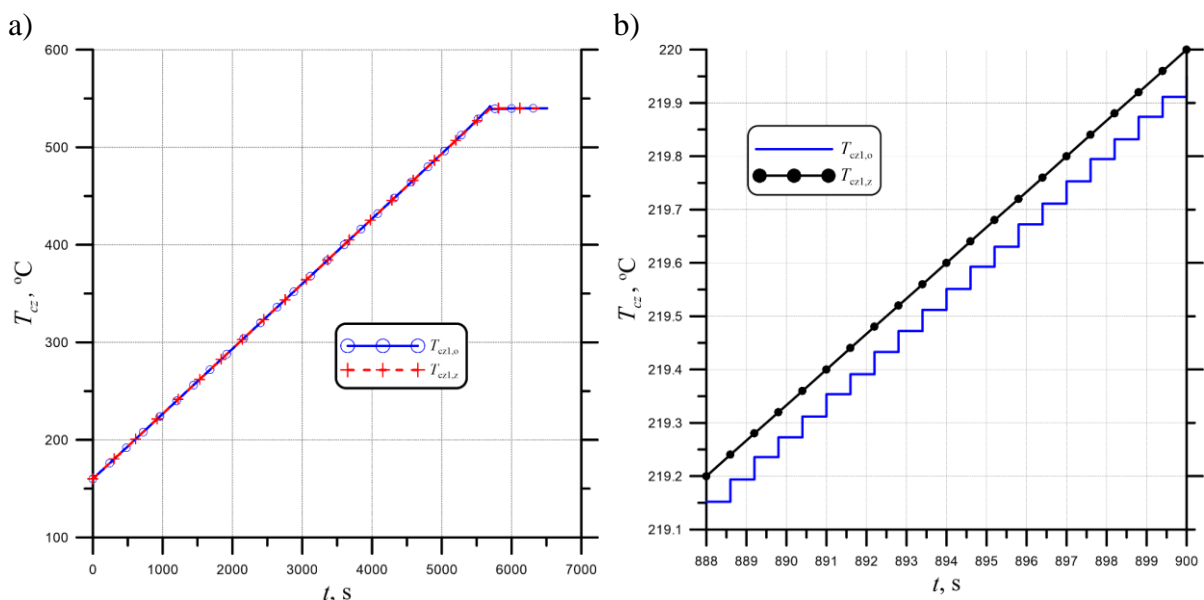 a)
600
500
400
300
200
100
T_cz, °C
T_cz1,o
T_cz1,z
0 1000 2000 3000 4000 5000 6000 7000
t, s
b)
220
219.9
219.8
219.7
219.6
219.5
219.4
219.3
219.2
219.1
T_cz, °C
T_cz1,o
T_cz1,z
888 889 890 891 892 893 894 895 896 897 898 899 900
t, s